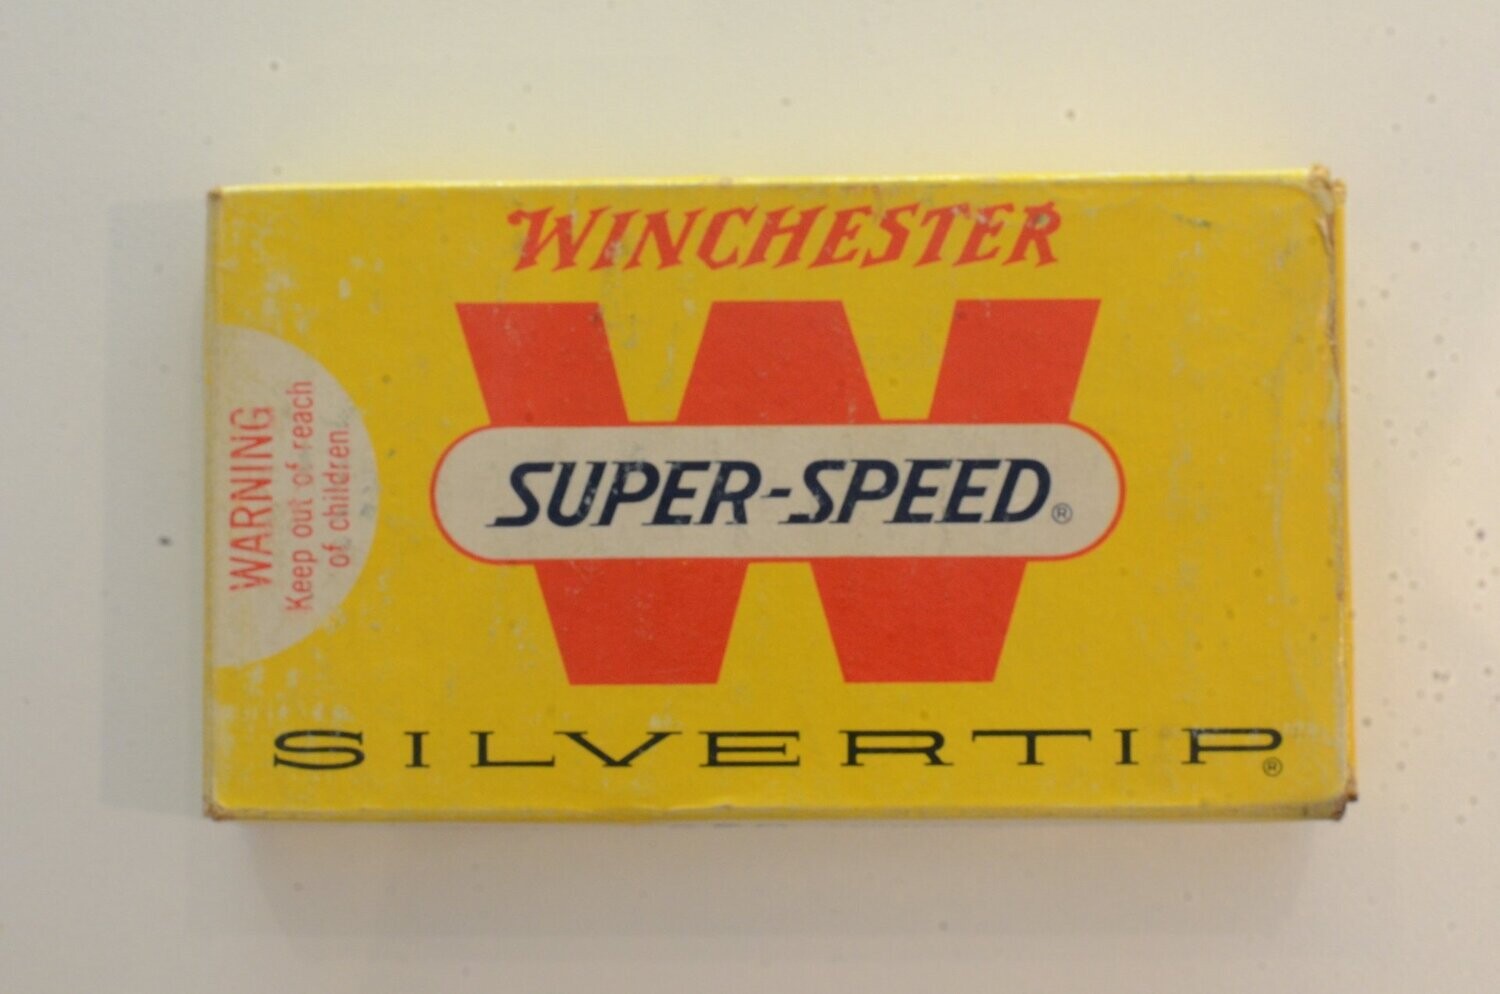 WINCHESTER
W
SUPER-SPEED®
SILVERTIP®
WARNING
Keep out of reach
of children.